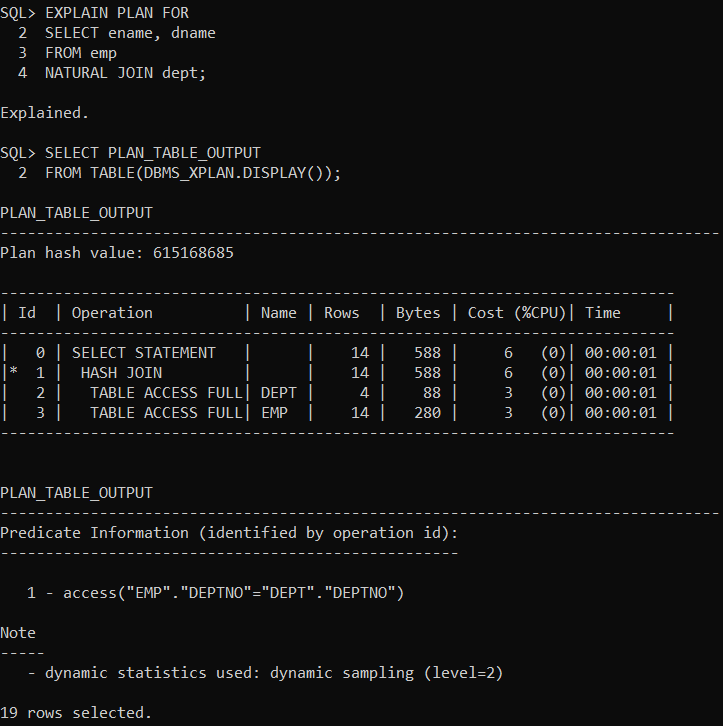 SQL> EXPLAIN PLAN FOR
  2  SELECT ename, dname
  3  FROM emp
  4  NATURAL JOIN dept;

Explained.

SQL> SELECT PLAN_TABLE_OUTPUT
  2  FROM TABLE(DBMS_XPLAN.DISPLAY());

PLAN_TABLE_OUTPUT
--------------------------------------------------------------------------------
Plan hash value: 615168685

---------------------------------------------------------------------------
| Id  | Operation          | Name | Rows  | Bytes | Cost (%CPU)| Time     |
---------------------------------------------------------------------------
|   0 | SELECT STATEMENT   |      |    14 |   588 |     6   (0)| 00:00:01 |
|*  1 |  HASH JOIN         |      |    14 |   588 |     6   (0)| 00:00:01 |
|   2 |   TABLE ACCESS FULL| DEPT |     4 |    88 |     3   (0)| 00:00:01 |
|   3 |   TABLE ACCESS FULL| EMP  |    14 |   280 |     3   (0)| 00:00:01 |
---------------------------------------------------------------------------


PLAN_TABLE_OUTPUT
--------------------------------------------------------------------------------
Predicate Information (identified by operation id):
---------------------------------------------------

   1 - access("EMP"."DEPTNO"="DEPT"."DEPTNO")

Note
-----
   - dynamic statistics used: dynamic sampling (level=2)

19 rows selected.